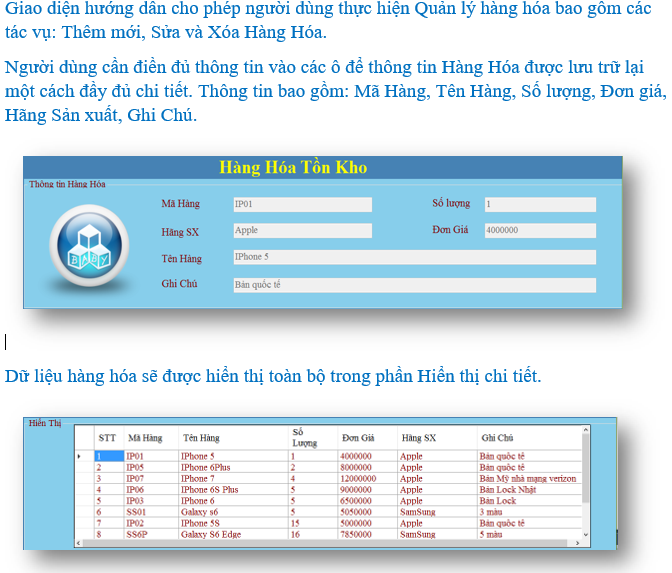 Giao diện hướng dẫn cho phép người dùng thực hiện Quản lý hàng hóa bao gồm các
tác vụ: Thêm mới, Sửa và Xóa Hàng Hóa.
Người dùng cần điền đủ thông tin vào các ô để thông tin Hàng Hóa được lưu trữ lại
một cách đầy đủ chi tiết. Thông tin bao gồm: Mã Hàng, Tên Hàng, Số lượng, Đơn giá,
Hãng Sản xuất, Ghi Chú.
Hàng Hóa Tồn Kho
Thông tin Hàng Hóa
Mã Hàng IP01 Số lượng 1
Hãng SX Apple Đơn Giá 4000000
Tên Hàng IPhone 5
Ghi Chú Bán quốc tế
BABY
Dữ liệu hàng hóa sẽ được hiển thị toàn bộ trong phần Hiển thị chi tiết.
Hiển Thị
STT Mã Hàng Tên Hàng Số Lượng Đơn Giá Hãng SX Ghi Chú
1 IP01 IPhone 5 1 4000000 Apple Bán quốc tế
2 IP05 IPhone 6Plus 2 8000000 Apple Bán quốc tế
3 IP07 IPhone 7 4 12000000 Apple Bán Mỹ nhà mạng verizon
4 IP06 IPhone 6S Plus 5 9000000 Apple Bán Lock Nhật
5 IP03 IPhone 6 5 6500000 Apple Bản Lock
6 SS01 Galaxy s6 5 5050000 SamSung 3 màu
7 IP02 IPhone 5S 15 5000000 Apple Bán quốc tế
8 SS6P Galaxy S6 Edge 16 7850000 SamSung 5 màu